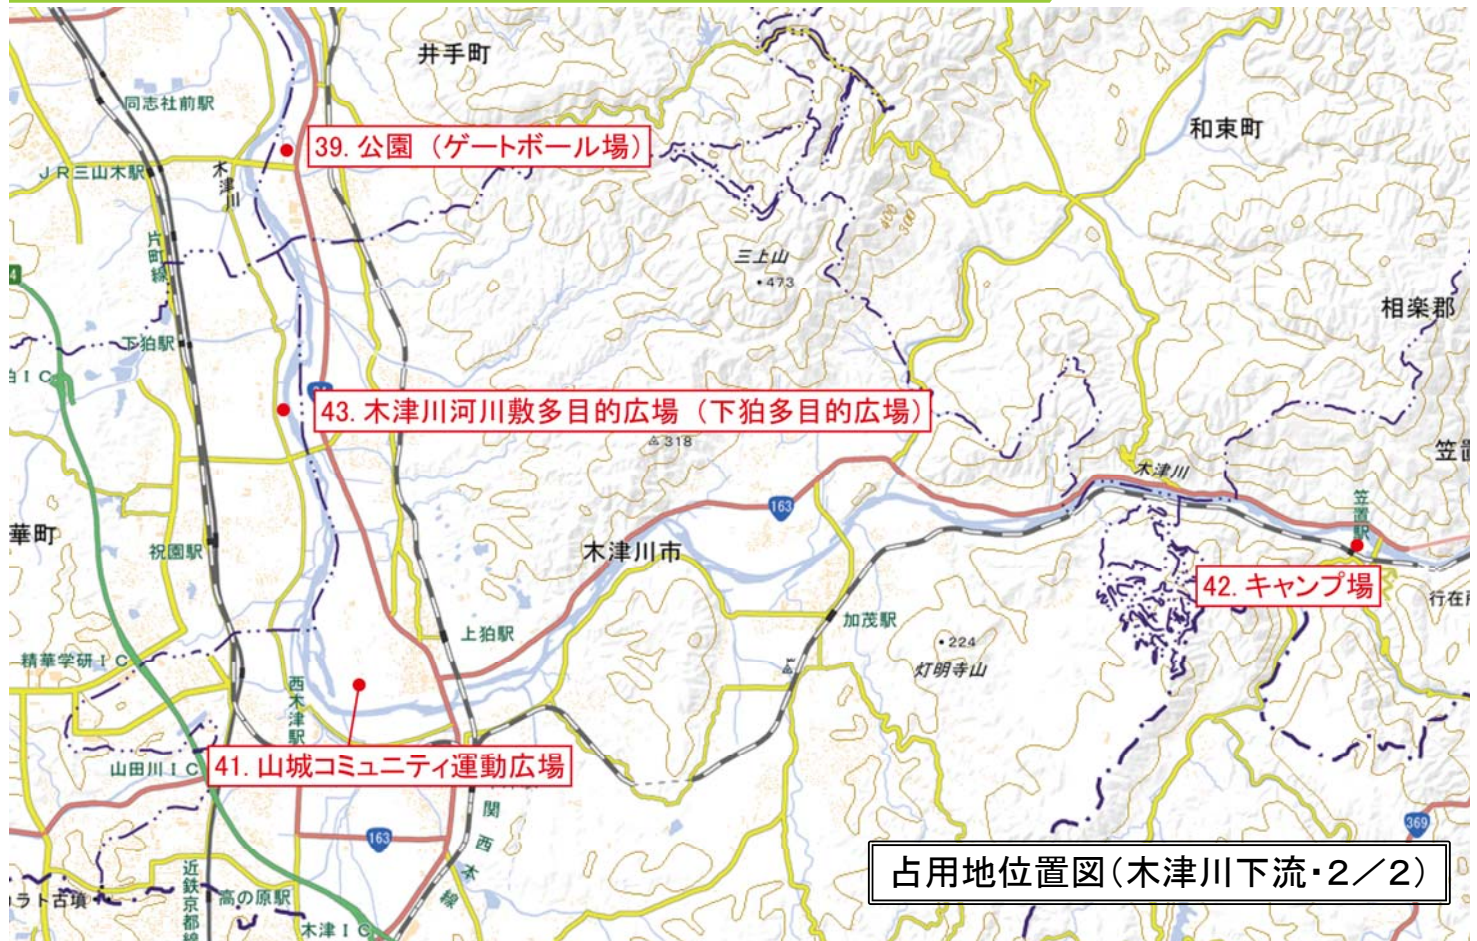 井手町
同志社前駅
和束町
39. 公園 (ゲートボール場)
JR三山木駅
木津川
400
300
片町線
三上山
473
相楽郡
下狛駅
43. 木津川河川敷多目的広場 (下狛多目的広場)
318
木津川
163
笠置駅
華町
祝園駅
木津川市
42. キャンプ場
加茂駅
上狛駅
224
灯明寺山
精華学研IC
西木津駅
41. 山城コミュニティ運動広場
山田川IC
関西本線
163
369
占用地位置図(木津川下流・2/2)
近鉄京都線
高の原駅
ラト古墳
木津IC